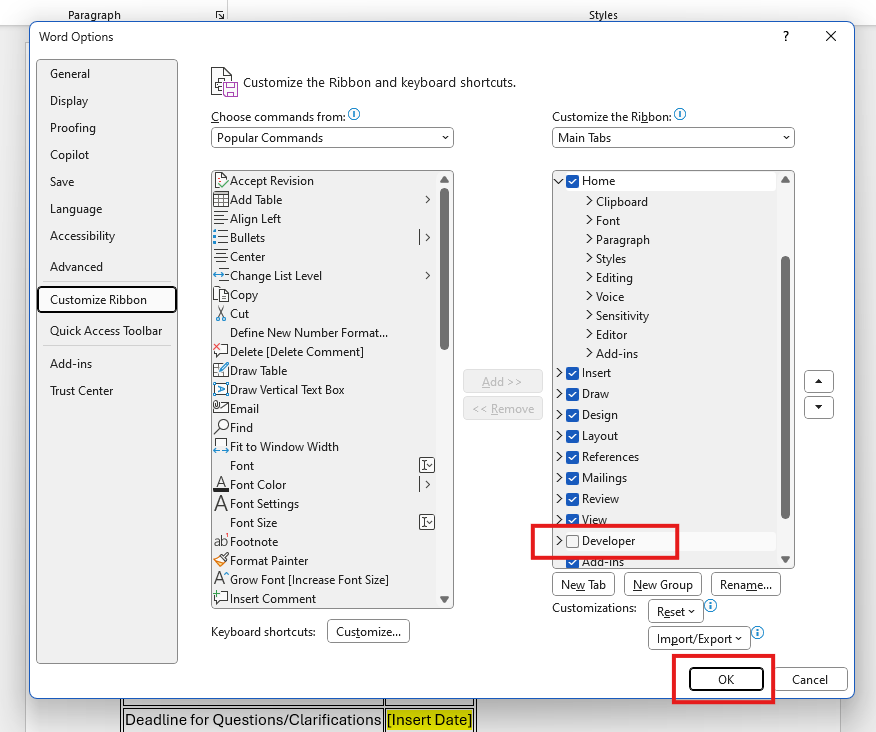 Paragraph
Styles
Word Options
?
General
Display
Proofing
Copilot
Save
Language
Accessibility
Advanced
Customize Ribbon
Quick Access Toolbar
Add-ins
Trust Center
Customize the Ribbon and keyboard shortcuts.
Choose commands from:
Popular Commands
Accept Revision
Add Table
Align Left
Bullets
Center
Change List Level
Copy
Cut
Define New Number Format...
Delete [Delete Comment]
Draw Table
Draw Vertical Text Box
Email
Find
Fit to Window Width
Font
Font Color
Font Settings
Font Size
Footnote
Format Painter
Grow Font [Increase Font Size]
Insert Comment
Keyboard shortcuts:
Customize...
Add >>
<< Remove
Customize the Ribbon:
Main Tabs
Home
Clipboard
Font
Paragraph
Styles
Editing
Voice
Sensitivity
Editor
Add-ins
Insert
Draw
Design
Layout
References
Mailings
Review
View
Developer
Add-ins
New Tab
New Group
Rename...
Customizations:
Reset
Import/Export
OK
Cancel
Deadline for Questions/Clarifications [Insert Date]